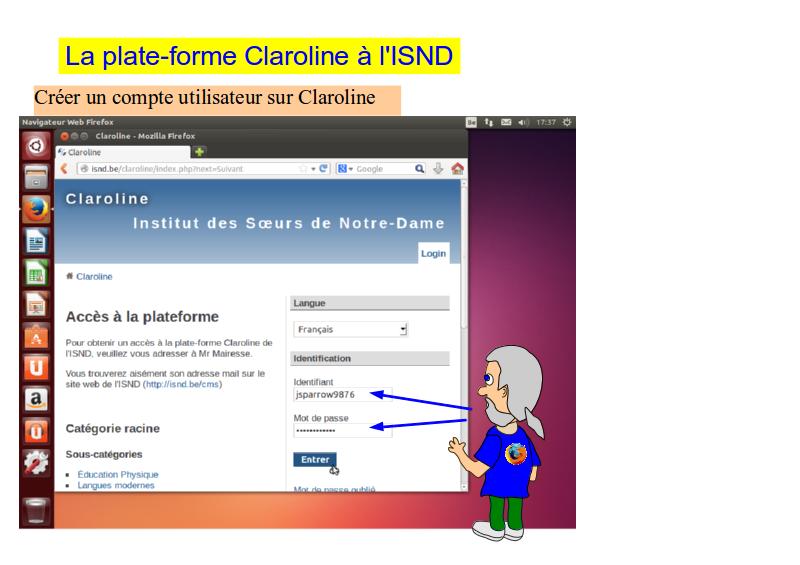 La plate-forme Claroline à l'ISND
Créer un compte utilisateur sur Claroline
Navigateur Web Firefox
Be
17:37
Claroline - Mozilla Firefox
Claroline
isnd.be/claroline/index.php?next=Suivant
Google
Claroline
Institut des Sœurs de Notre-Dame
Login
Claroline
Accès à la plateforme
Pour obtenir un accès à la plate-forme Claroline de
l'ISND, veuillez vous adresser à Mr Mairesse.
Vous trouverez aisément son adresse mail sur le
site web de l'ISND (http://isnd.be/cms)
Catégorie racine
Sous-catégories
Éducation Physique
Langues modernes
Langue
Français
Identification
Identifiant
jsparrow9876
Mot de passe
••••••••••••
Entrer
Mot de passe oublié